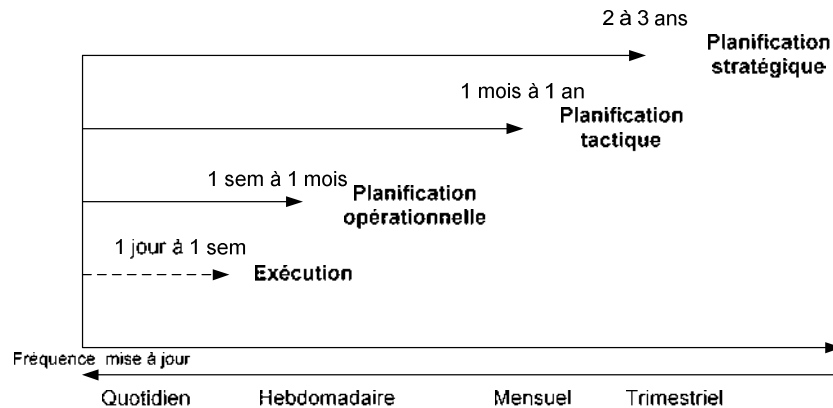 2 à 3 ans
Planification
stratégique
1 mois à 1 an
Planification
tactique
1 sem à 1 mois
Planification
opérationnelle
1 jour à 1 sem
Exécution
Fréquence mise à jour
Quotidien Hebdomadaire Mensuel Trimestriel